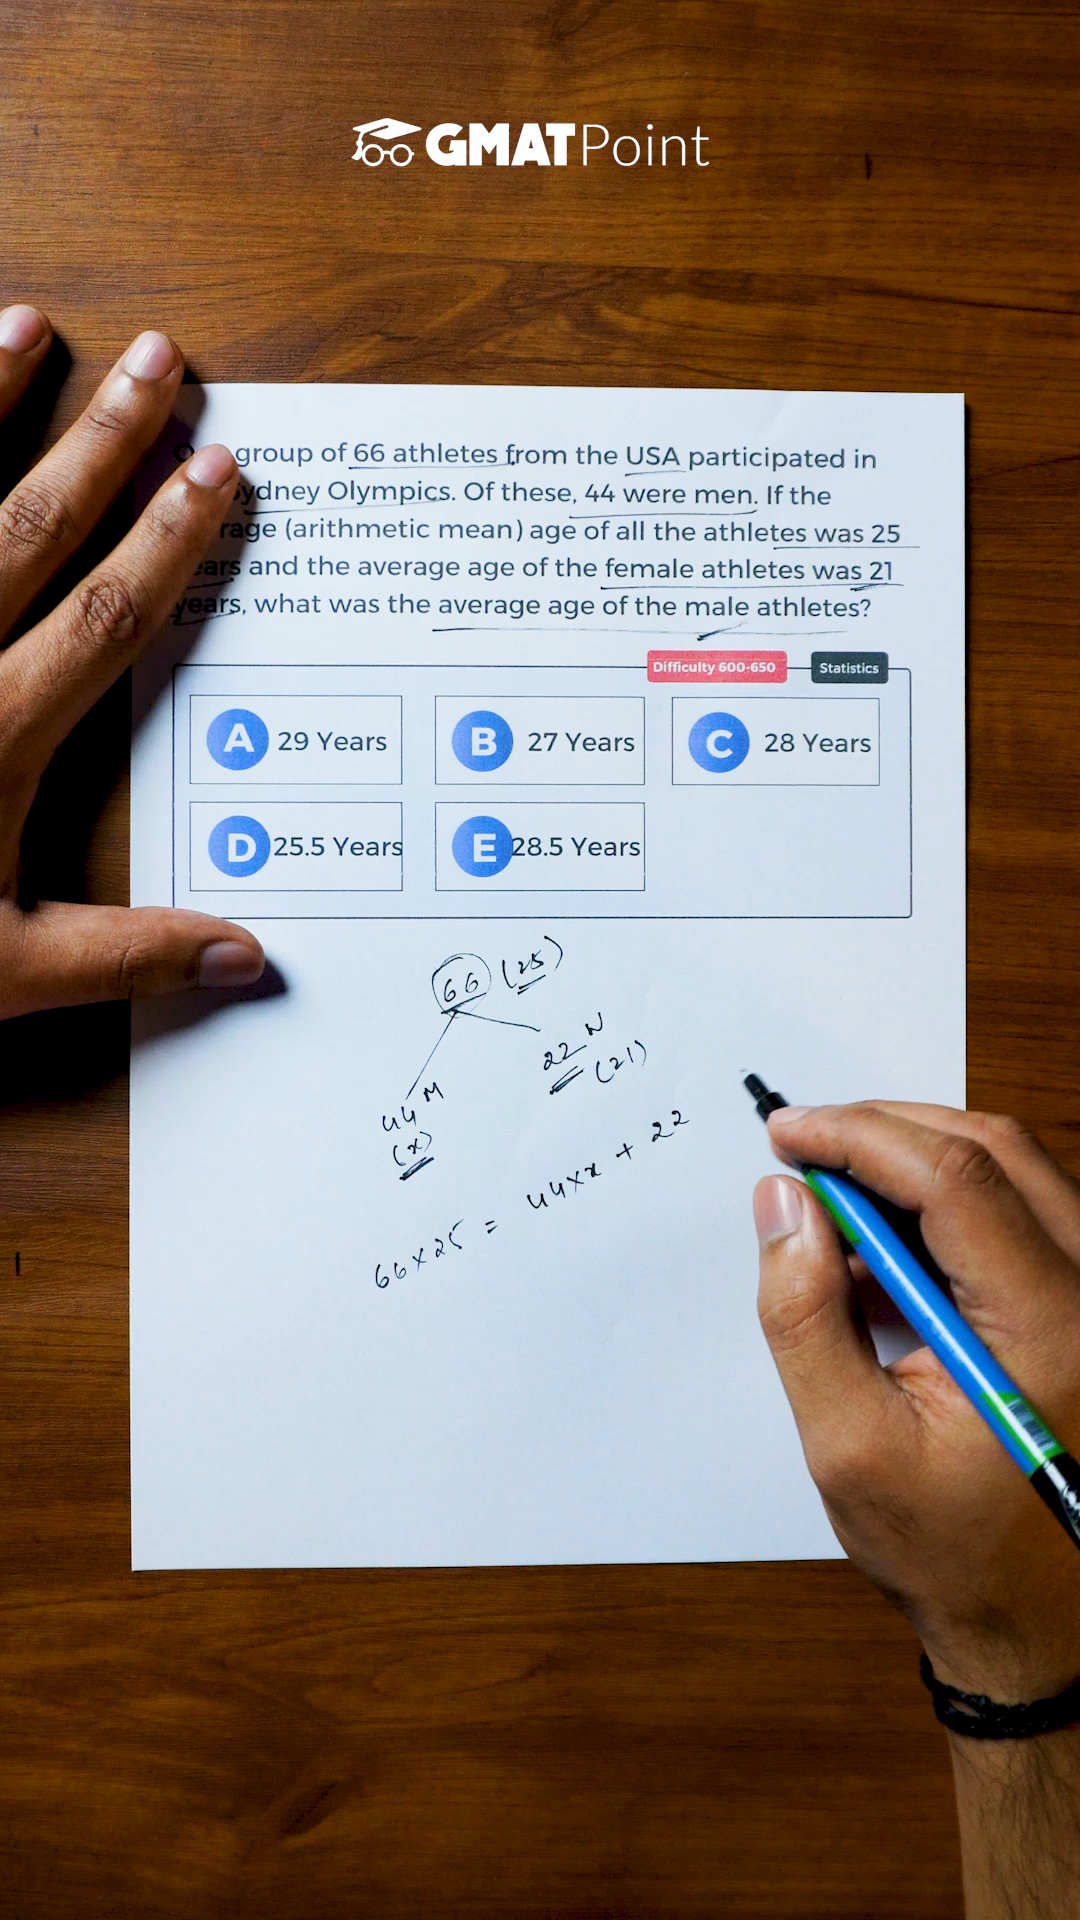 GMATPoint
group of 66 athletes from the USA participated in
ydney Olympics. Of these, 44 were men. If the
rage (arithmetic mean) age of all the athletes was 25
ears and the average age of the female athletes was 21
years, what was the average age of the male athletes?
Difficulty 600-650 Statistics
A 29 Years B 27 Years C 28 Years
D 25.5 Years E 28.5 Years
66 (25)
22 N
(21)
44 M
(x)
66×25 = 44×x + 22